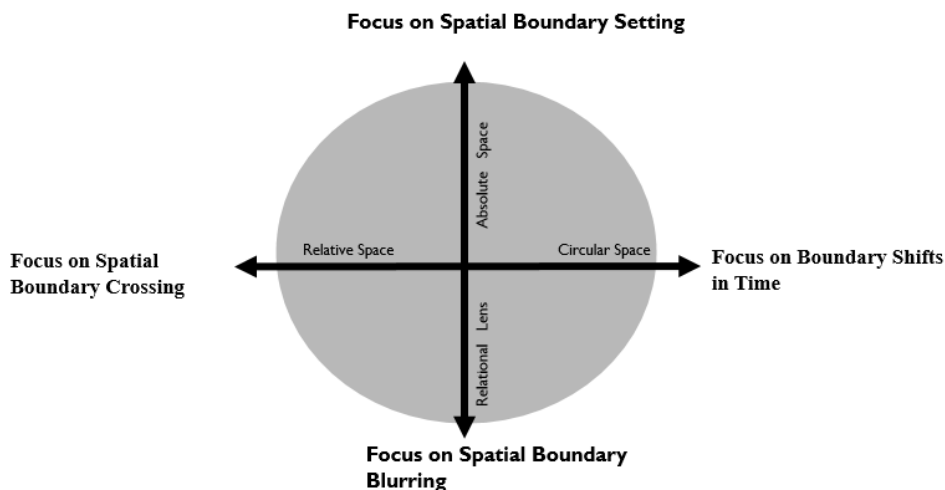 Focus on Spatial Boundary Setting
Absolute Space
Relative Space
Circular Space
Focus on Spatial
Boundary Crossing
Focus on Boundary Shifts
in Time
Relational Lens
Focus on Spatial Boundary
Blurring